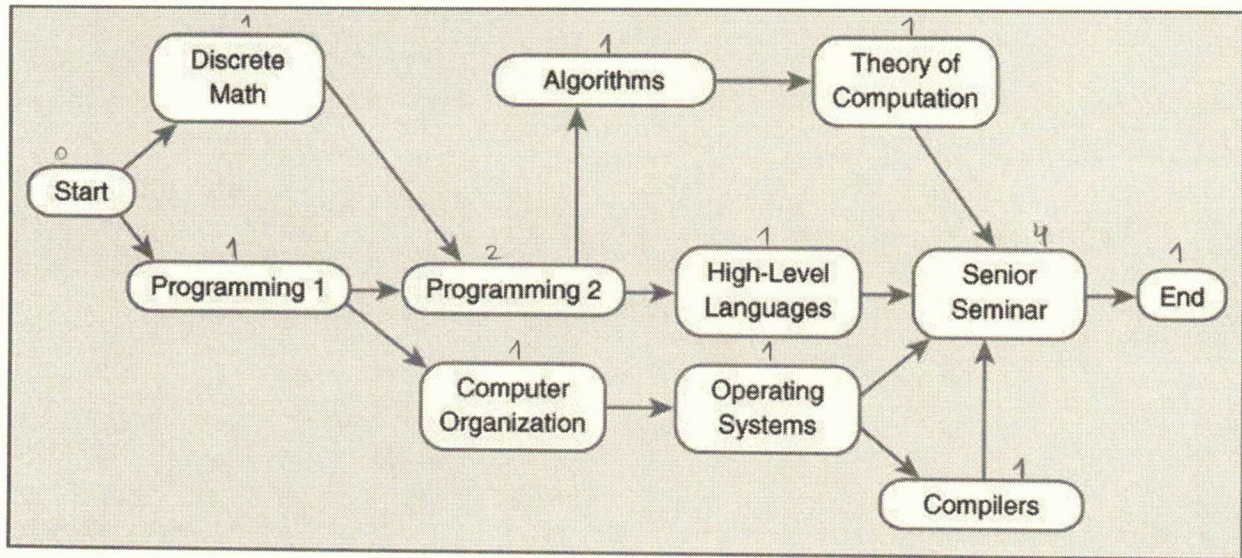 1
Discrete
Math
1
Algorithms
1
Theory of
Computation
0
Start
1
Programming 1
2
Programming 2
1
High-Level
Languages
4
Senior
Seminar
1
End
1
Computer
Organization
1
Operating
Systems
1
Compilers